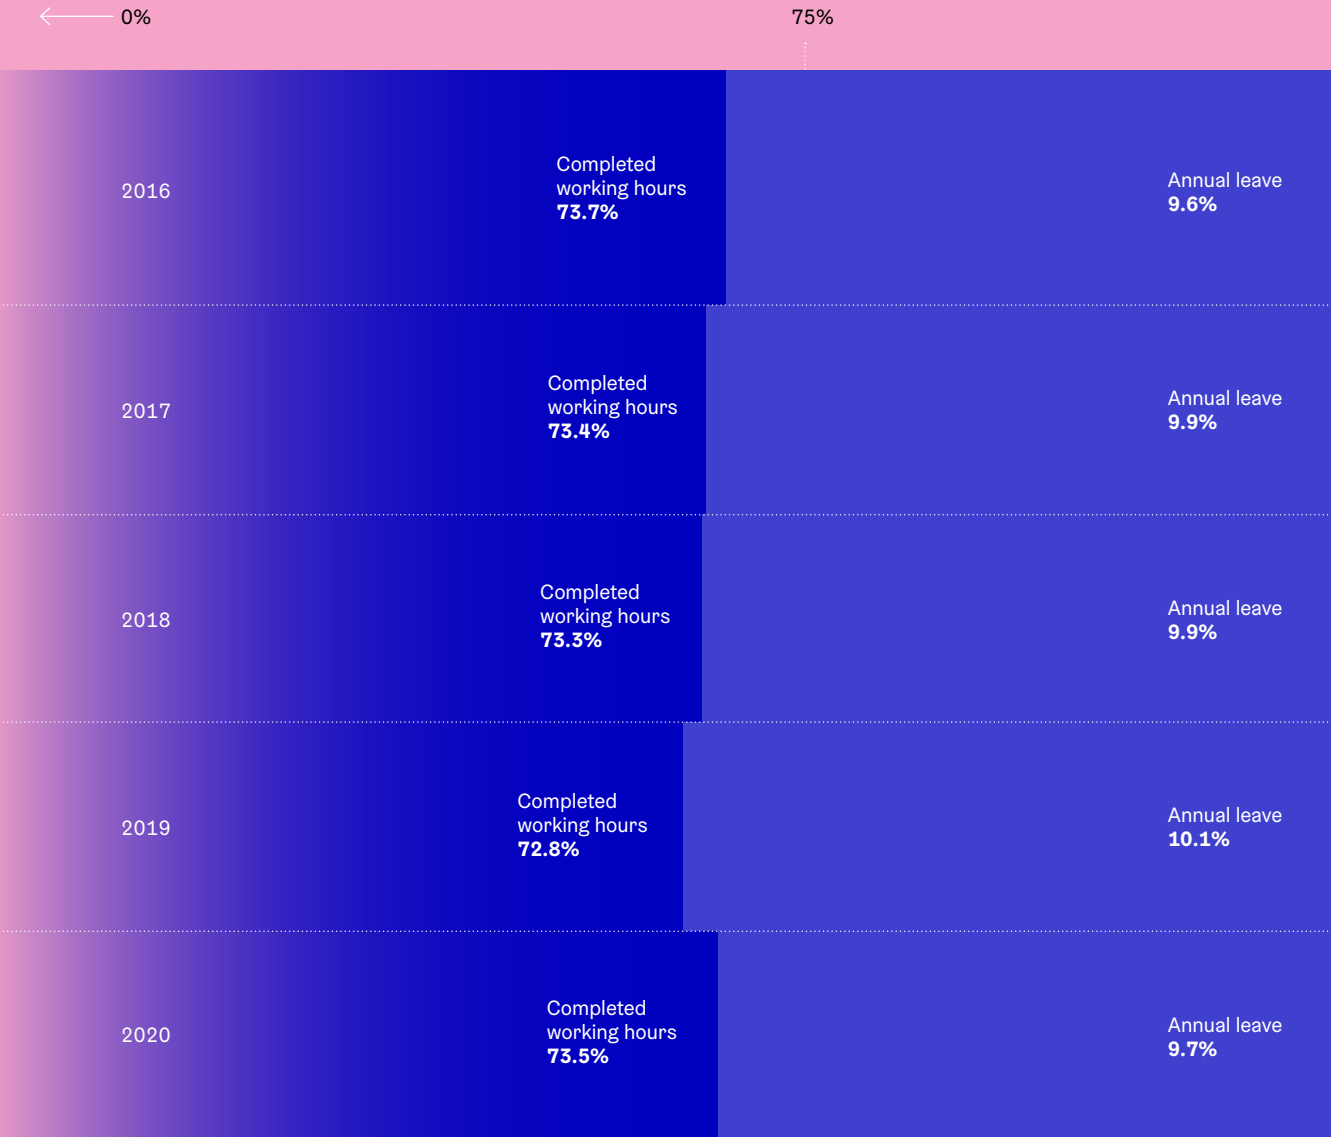 0%
75%
2016
Completed
working hours
73.7%
Annual leave
9.6%
2017
Completed
working hours
73.4%
Annual leave
9.9%
2018
Completed
working hours
73.3%
Annual leave
9.9%
2019
Completed
working hours
72.8%
Annual leave
10.1%
2020
Completed
working hours
73.5%
Annual leave
9.7%